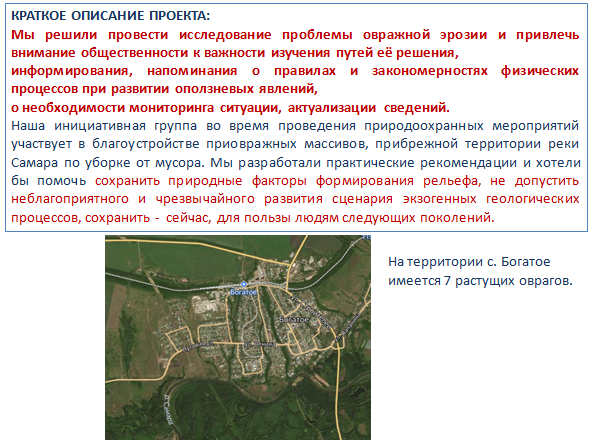 КРАТКОЕ ОПИСАНИЕ ПРОЕКТА:
Мы решили провести исследование проблемы овражной эрозии и привлечь
внимание общественности к важности изучения путей её решения,
информирования, напоминания о правилах и закономерностях физических
процессов при развитии оползневых явлений,
о необходимости мониторинга ситуации, актуализации сведений.
Наша инициативная группа во время проведения природоохранных мероприятий
участвует в благоустройстве приовражных массивов, прибрежной территории реки
Самара по уборке от мусора. Мы разработали практические рекомендации и хотели
бы помочь сохранить природные факторы формирования рельефа, не допустить
неблагоприятного и чрезвычайного развития сценария экзогенных геологических
процессов, сохранить - сейчас, для пользы людям следующих поколений.
На территории с. Богатое
имеется 7 растущих оврагов.
Богатое
Богатое
р. Самара